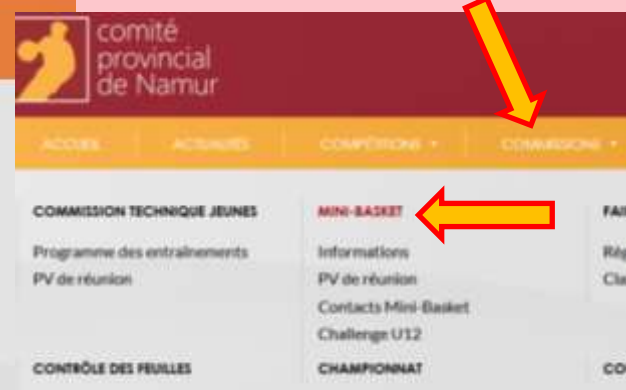 comité
provincial
de Namur
ACCUEIL ACTUALITÉS COMPÉTITIONS COMMISSIONS
COMMISSION TECHNIQUE JEUNES MINI-BASKET
Programme des entraînements Informations
PV de réunion PV de réunion
Contacts Mini-Basket
Challenge U12
CONTRÔLE DES FEUILLES CHAMPIONNAT